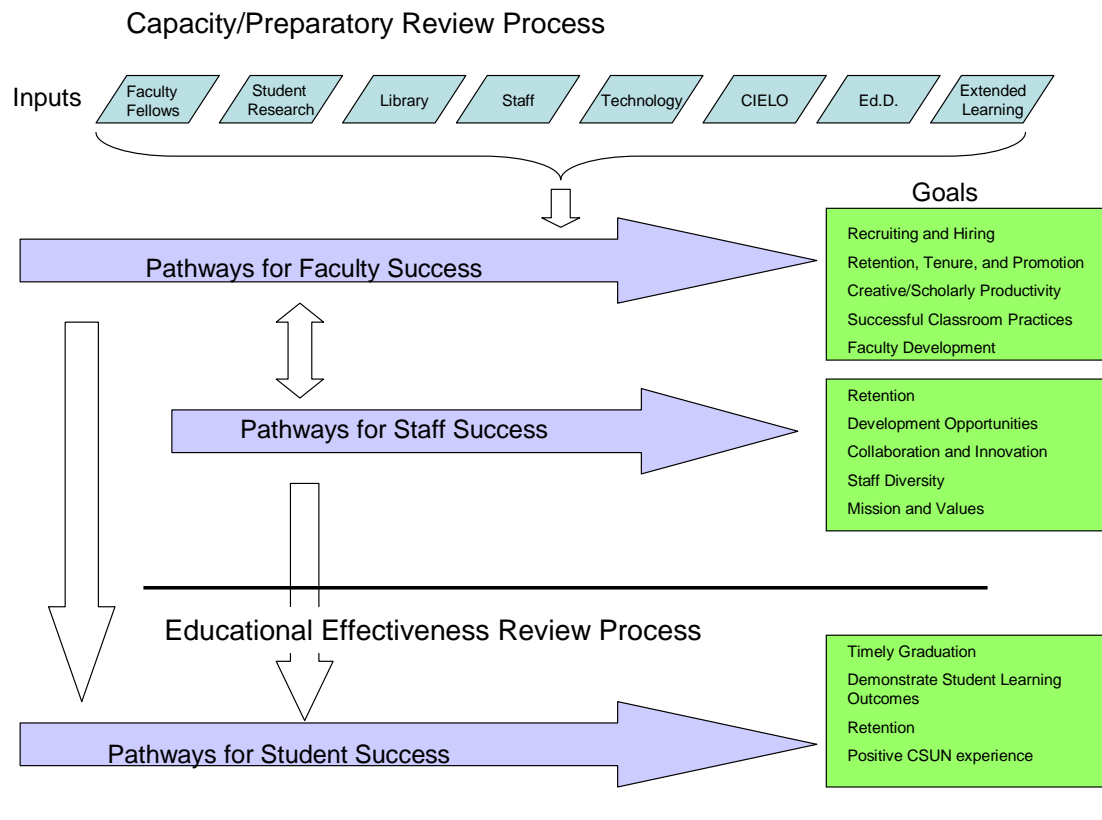 Capacity/Preparatory Review Process
Inputs
Faculty
Fellows
Student
Research
Library
Staff
Technology
CIELO
Ed.D.
Extended
Learning
Goals
Pathways for Faculty Success
Recruiting and Hiring
Retention, Tenure, and Promotion
Creative/Scholarly Productivity
Successful Classroom Practices
Faculty Development
Pathways for Staff Success
Retention
Development Opportunities
Collaboration and Innovation
Staff Diversity
Mission and Values
Educational Effectiveness Review Process
Pathways for Student Success
Timely Graduation
Demonstrate Student Learning
Outcomes
Retention
Positive CSUN experience